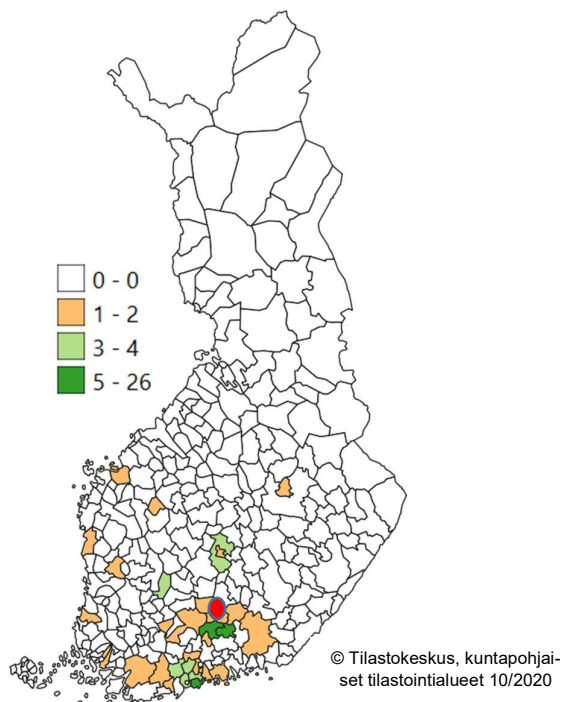 0 - 0
1 - 2
3 - 4
5 - 26
© Tilastokeskus, kuntapohjai-
set tilastointialueet 10/2020